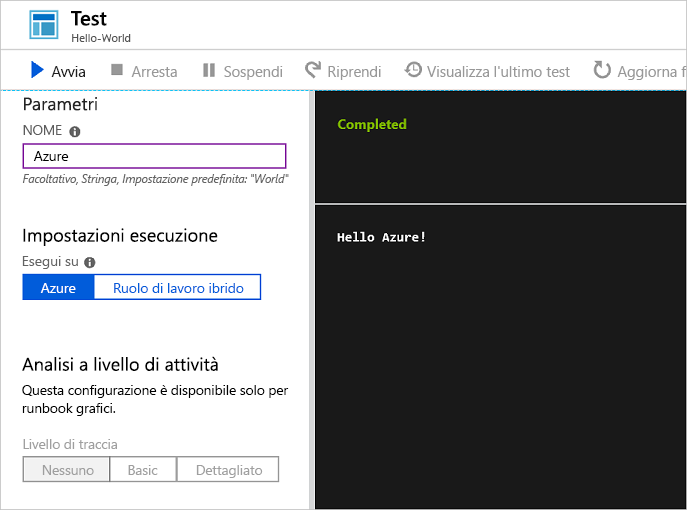 Test
Hello-World
Avvia Arresta Sospendi Riprendi Visualizza l'ultimo test Aggiorna f
Parametri
NOME
Azure
Facoltativo, Stringa, Impostazione predefinita: "World"
Impostazioni esecuzione
Esegui su
Azure Ruolo di lavoro ibrido
Analisi a livello di attività
Questa configurazione è disponibile solo per
runbook grafici.
Livello di traccia
Nessuno Basic Dettagliato
Completed
Hello Azure!